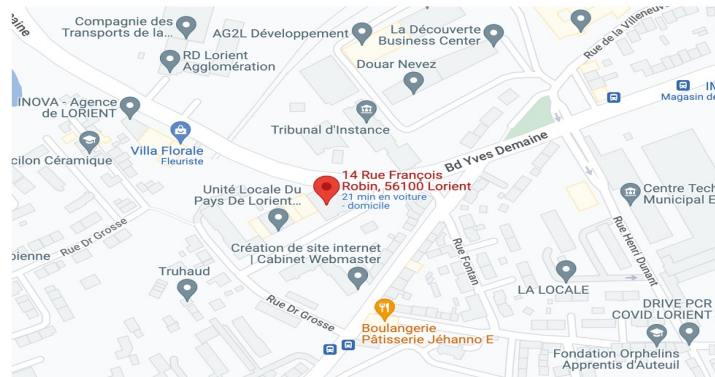 Compagnie des
Transports de la...
AG2L Développement
La Découverte
Business Center
Rue de la Villeneuve
maine
RD Lorient
Agglomération
Douar Nevez
INOVA - Agence
de LORIENT
Tribunal d'Instance
Magasin de
Bd Yves Demaine
Villa Florale
Fleuriste
cilon Céramique
14 Rue François
Robin, 56100 Lorient
21 min en voiture
- domicile
Unité Locale Du
Pays De Lorient...
Centre Tech
Municipal E
Rue Dr Grosse
bienne
Création de site internet
| Cabinet Webmaster
Rue Fontan
Rue Henri Dunant
Truhaud
LA LOCALE
Rue Dr Grosse
Boulangerie
Pâtisserie Jéhanno E
DRIVE PCR
COVID LORIENT
Fondation Orphelins
Apprentis d'Auteuil